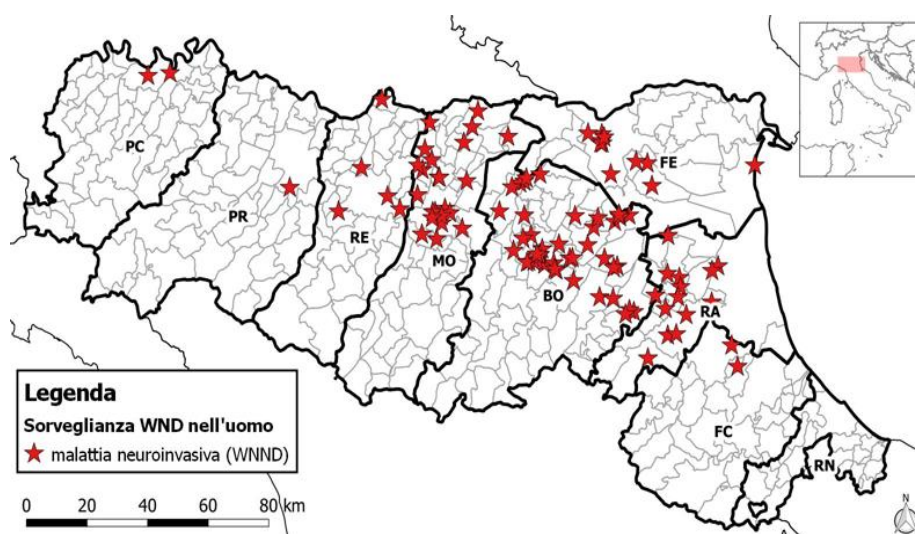 PC
PR
RE
MO
BO
FE
RA
FC
RN
Legenda
Sorveglianza WND nell'uomo
malattia neuroinvasiva (WNND)
0 20 40 60 80 km
N